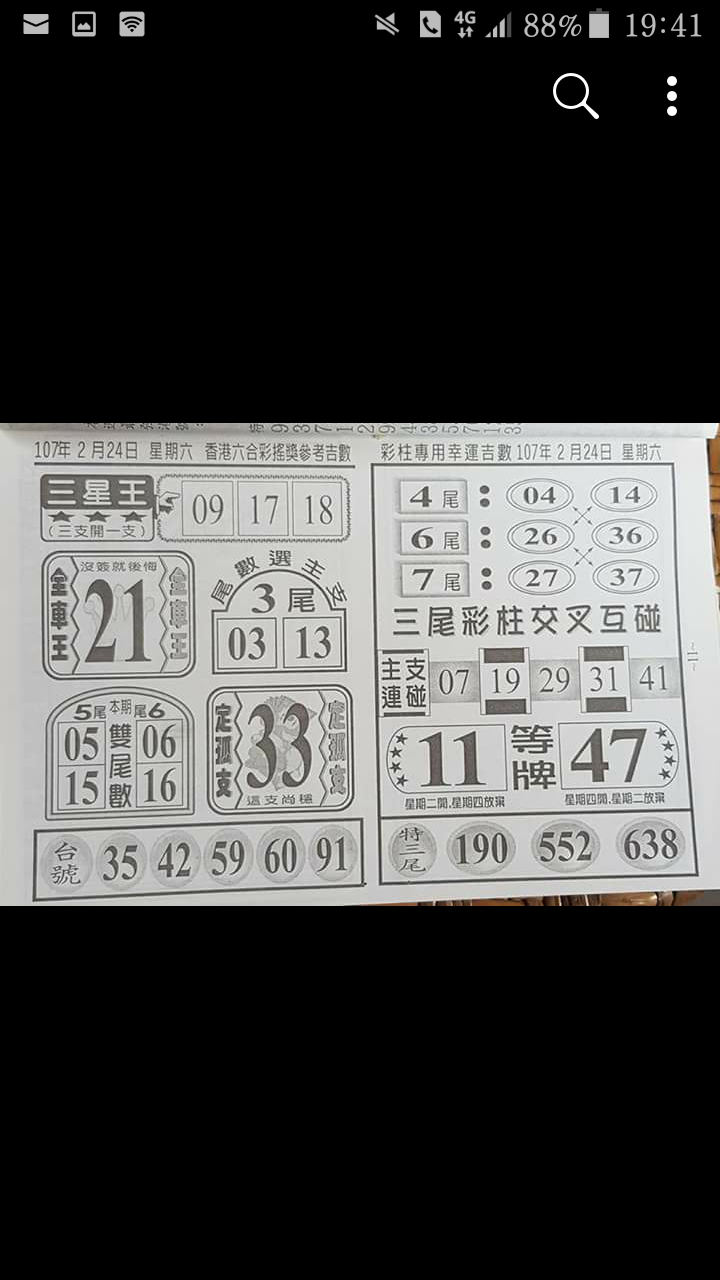 4G 88% 19:41
107年 2 月24日 星期六 香港六合彩搖獎參考吉數
三星王
(三支開一支)
09 17 18
沒簽就後悔
全車王 21 全車王
尾數選主支
3 尾
03 13
5尾 本期 尾6
雙尾數
05 06
15 16
定孤支 33 定孤支
這支尚穩
台號 35 42 59 60 91
彩柱專用幸運吉數 107年 2 月24日 星期六
4 尾 : 04 14
6 尾 : 26 36
7 尾 : 27 37
三尾彩柱交叉互碰
主支連碰 07 19 29 31 41
11 等牌 47
星期二開.星期四放棄 星期四開.星期二放棄
特三尾 190 552 638